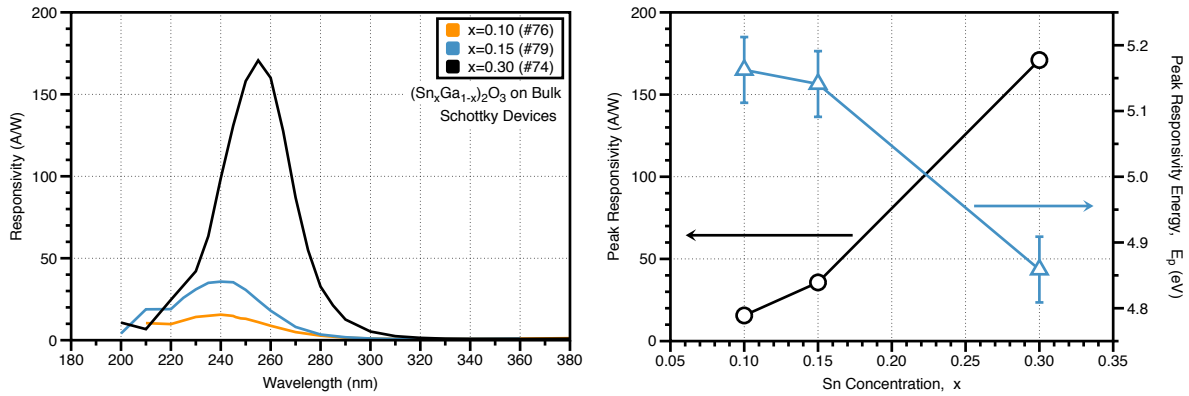 200
150
100
50
0
Responsivity (A/W)
180 200 220 240 260 280 300 320 340 360 380
Wavelength (nm)
x=0.10 (#76)
x=0.15 (#79)
x=0.30 (#74)
(SnxGa1-x)2O3 on Bulk
Schottky Devices
200
150
100
50
0
Peak Responsivity (A/W)
0.05 0.10 0.15 0.20 0.25 0.30 0.35
Sn Concentration, x
5.2
5.1
5.0
4.9
4.8
Peak Responsivity Energy, Ep (eV)